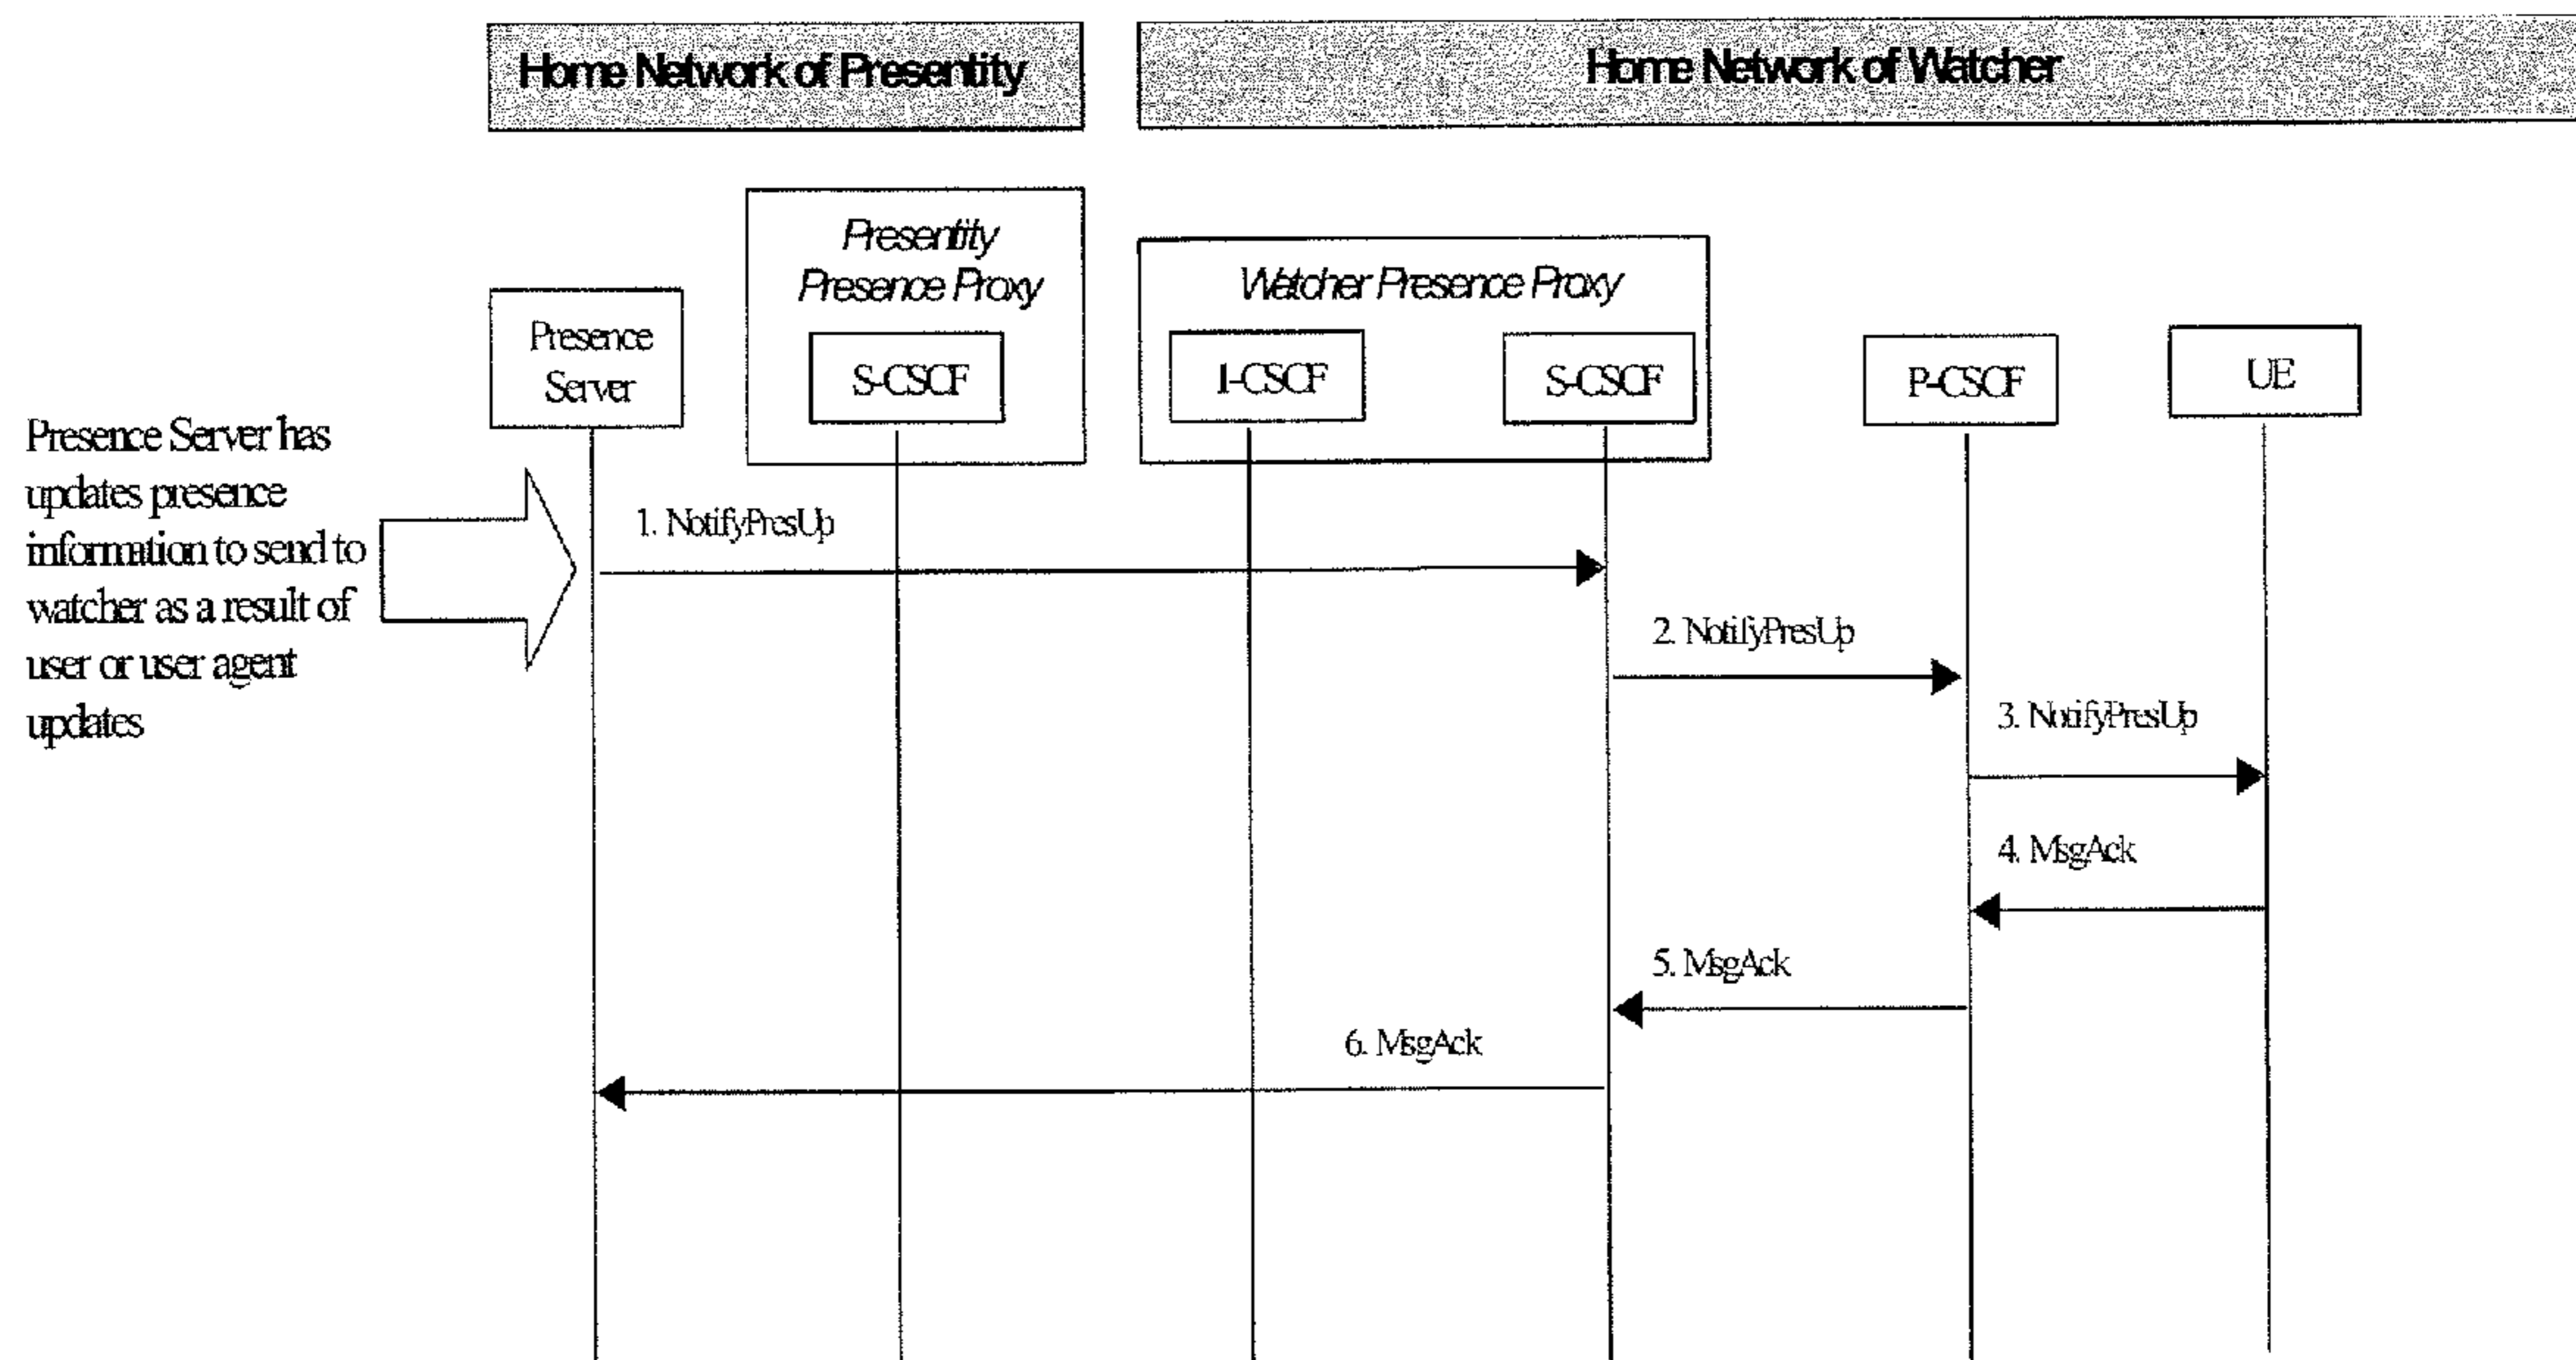 Home Network of Presentity
Home Network of Watcher
Presentity
Presence Proxy
Watcher Presence Proxy
Presence
Server
S-CSCF
I-CSCF
S-CSCF
P-CSCF
UE
Presence Server has
updates presence
information to send to
watcher as a result of
user or user agent
updates
1. NotifyPresUp
2. NotifyPresUp
3. NotifyPresUp
4. MsgAck
5. MsgAck
6. MsgAck